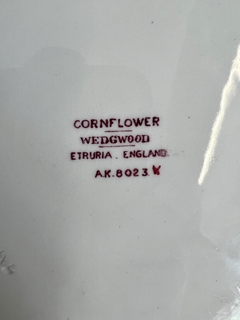 CORNFLOWER
WEDGWOOD
ETRURIA. ENGLAND.
A.K.8023